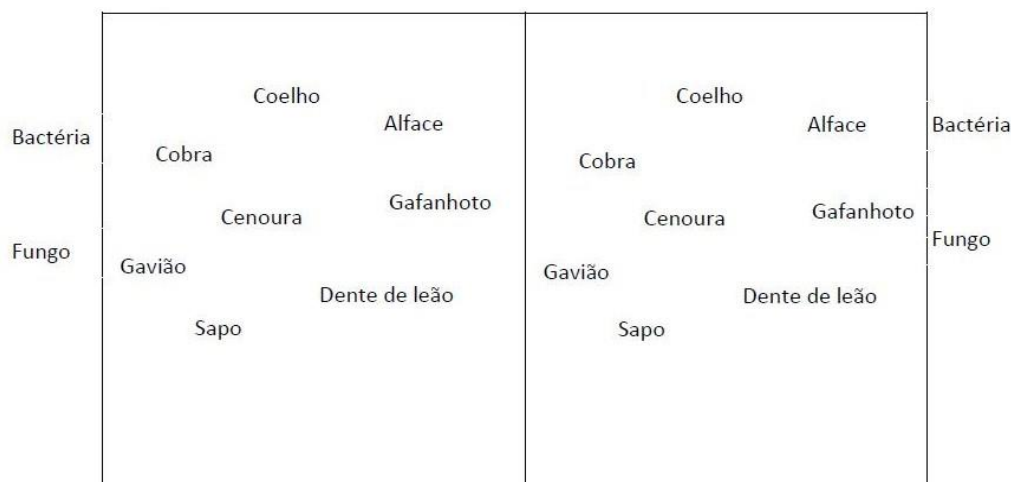 Coelho
Alface
Bactéria
Cobra
Gafanhoto
Cenoura
Fungo
Gavião
Dente de leão
Sapo
Coelho
Alface
Bactéria
Cobra
Gafanhoto
Cenoura
Fungo
Gavião
Dente de leão
Sapo